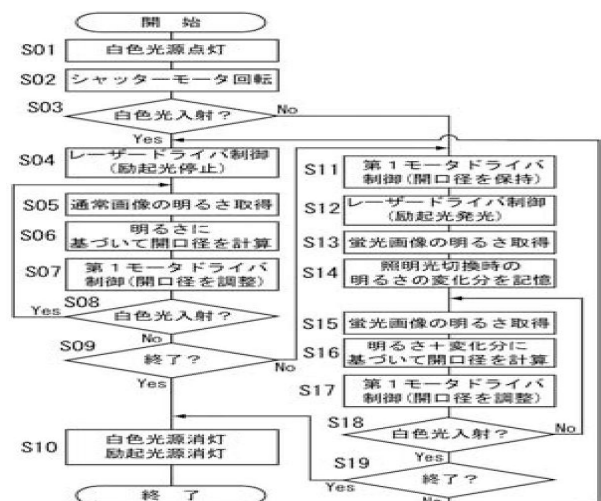 開 始
S01 白色光源点灯
S02 シャッターモータ回転
S03 白色光入射?
No
Yes
S04 レーザードライバ制御
(励起光停止)
S05 通常画像の明るさ取得
S06 明るさに
基づいて開口径を計算
S07 第1モータドライバ
制御(開口径を調整)
S08 白色光入射?
Yes
No
S09 終了?
No
Yes
S10 白色光源消灯
励起光源消灯
終 了
S11 第1モータドライバ
制御(開口径を保持)
S12 レーザードライバ制御
(励起光発光)
S13 蛍光画像の明るさ取得
S14 照明光切換時の
明るさの変化分を記憶
S15 蛍光画像の明るさ取得
S16 明るさ+変化分に
基づいて開口径を計算
S17 第1モータドライバ
制御(開口径を調整)
S18 白色光入射?
No
Yes
S19 終了?
Yes
No